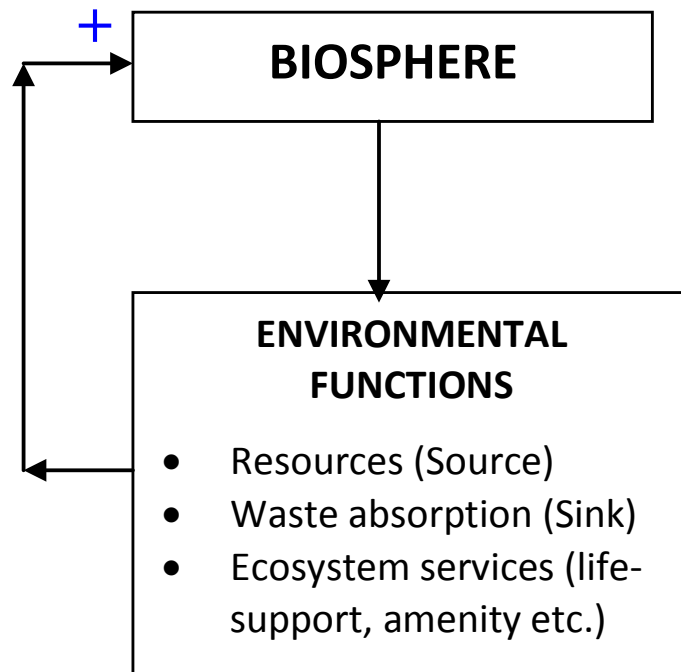 +
BIOSPHERE
ENVIRONMENTAL
FUNCTIONS
• Resources (Source)
• Waste absorption (Sink)
• Ecosystem services (life-
support, amenity etc.)